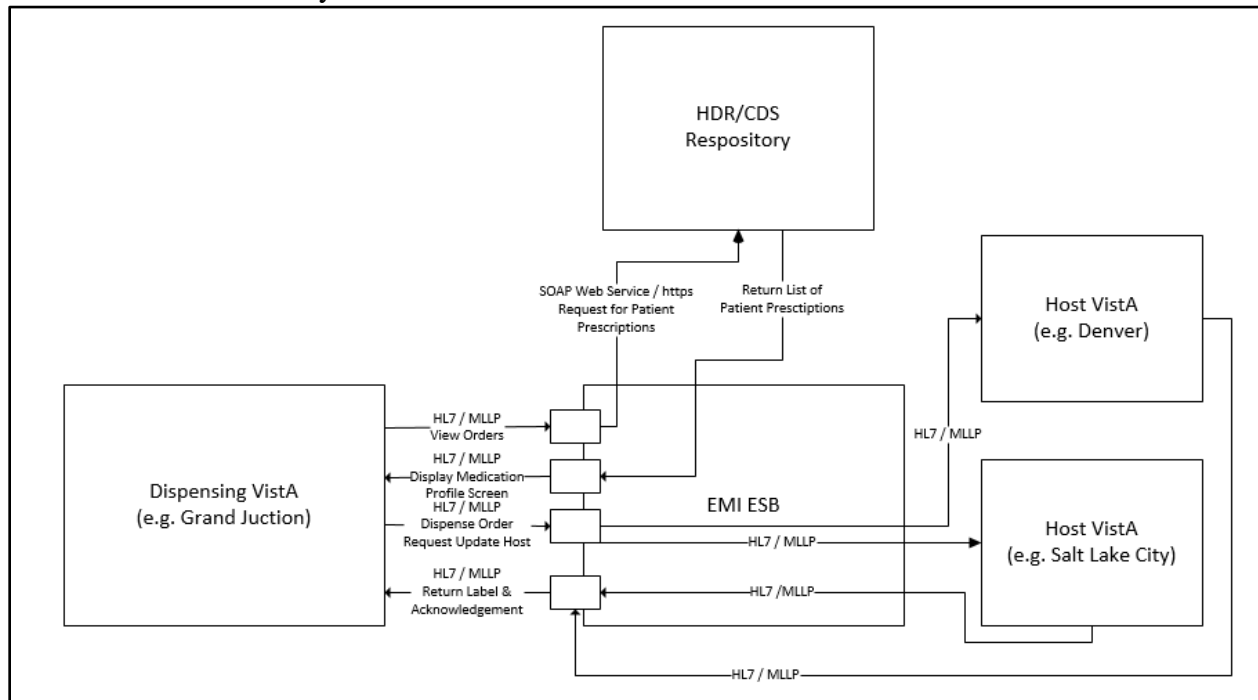 HDR/CDS
Respository
SOAP Web Service / https
Request for Patient
Prescriptions
Return List of
Patient Presctiptions
Host VistA
(e.g. Denver)
HL7 / MLLP
View Orders
HL7 / MLLP
HL7 / MLLP
Display Medication
Profile Screen
Dispensing VistA
(e.g. Grand Juction)
EMI ESB
HL7 / MLLP
Dispense Order
Request Update Host
HL7 / MLLP
Host VistA
(e.g. Salt Lake City)
HL7 / MLLP
Return Label &
Acknowledgement
HL7 /MLLP
HL7 / MLLP